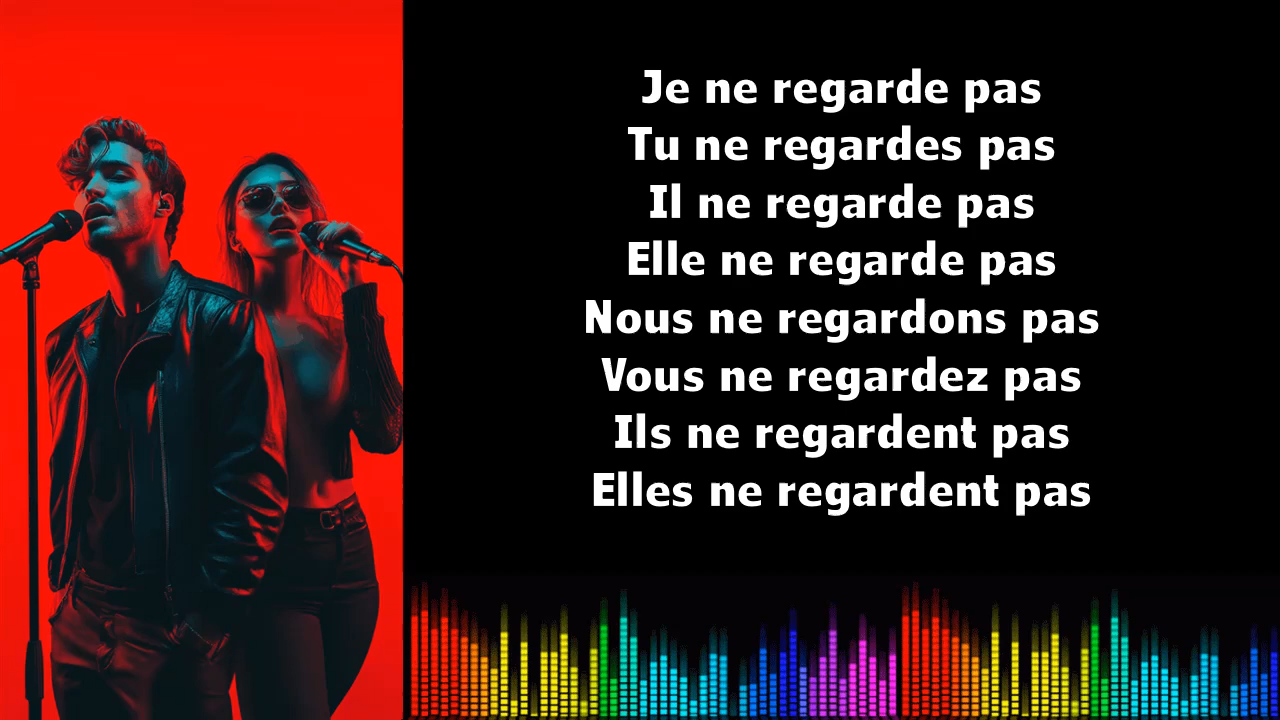 Je ne regarde pas
Tu ne regardes pas
Il ne regarde pas
Elle ne regarde pas
Nous ne regardons pas
Vous ne regardez pas
Ils ne regardent pas
Elles ne regardent pas